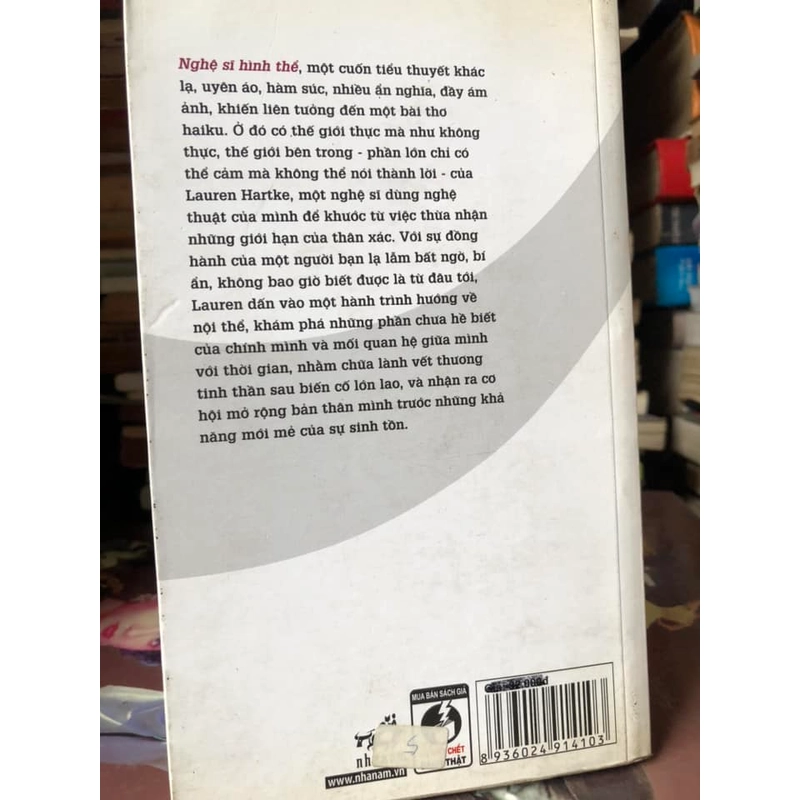 Nghệ sĩ hình thể, một cuốn tiểu thuyết khác
lạ, uyên áo, hàm súc, nhiều ẩn nghĩa, đầy ám
ảnh, khiến liên tưởng đến một bài thơ
haiku. Ở đó có thế giới thực mà như không
thực, thế giới bên trong - phần lớn chỉ có
thể cảm mà không thể nói thành lời - của
Lauren Hartke, một nghệ sĩ dùng nghệ
thuật của mình để khước từ việc thừa nhận
những giới hạn của thân xác. Với sự đồng
hành của một người bạn lạ lẫm bất ngờ, bí
ẩn, không bao giờ biết được là từ đâu tới,
Lauren dấn vào một hành trình hướng về
nội thể, khám phá những phần chưa hề biết
của chính mình và mối quan hệ giữa mình
với thời gian, nhằm chữa lành vết thương
tinh thần sau biến cố lớn lao, và nhận ra cơ
hội mở rộng bản thân mình trước những khả
năng mới mẻ của sự sinh tồn.
MUA BÁN SÁCH GIẢ
CHẾT
THẬT
nh
www.nhanam.vn
5
8936024914103